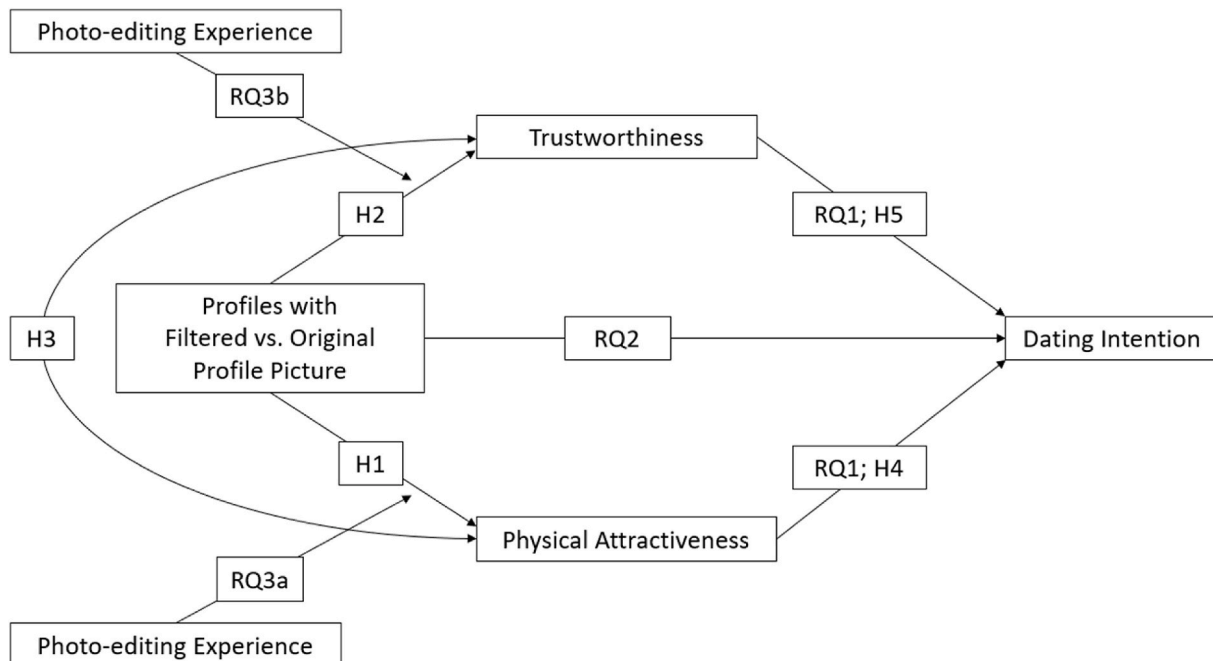 Photo-editing Experience
RQ3b
Trustworthiness
H2
RQ1; H5
Profiles with
Filtered vs. Original
Profile Picture
H3
RQ2
Dating Intention
H1
RQ1; H4
Physical Attractiveness
RQ3a
Photo-editing Experience